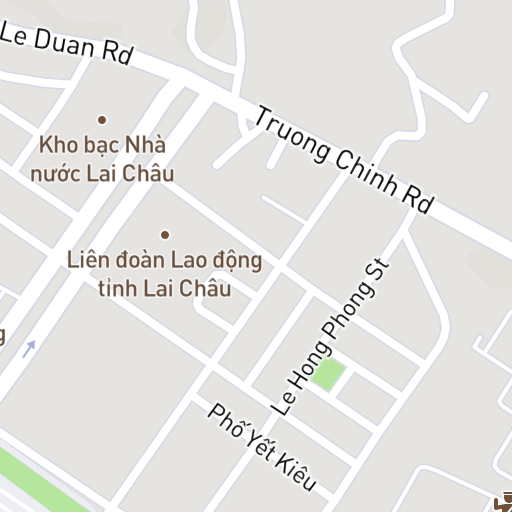 Le Duan Rd
Truong Chinh Rd
Kho bạc Nhà
nước Lai Châu
Liên đoàn Lao động
tỉnh Lai Châu
Le Hong Phong St
Phố Yết Kiêu